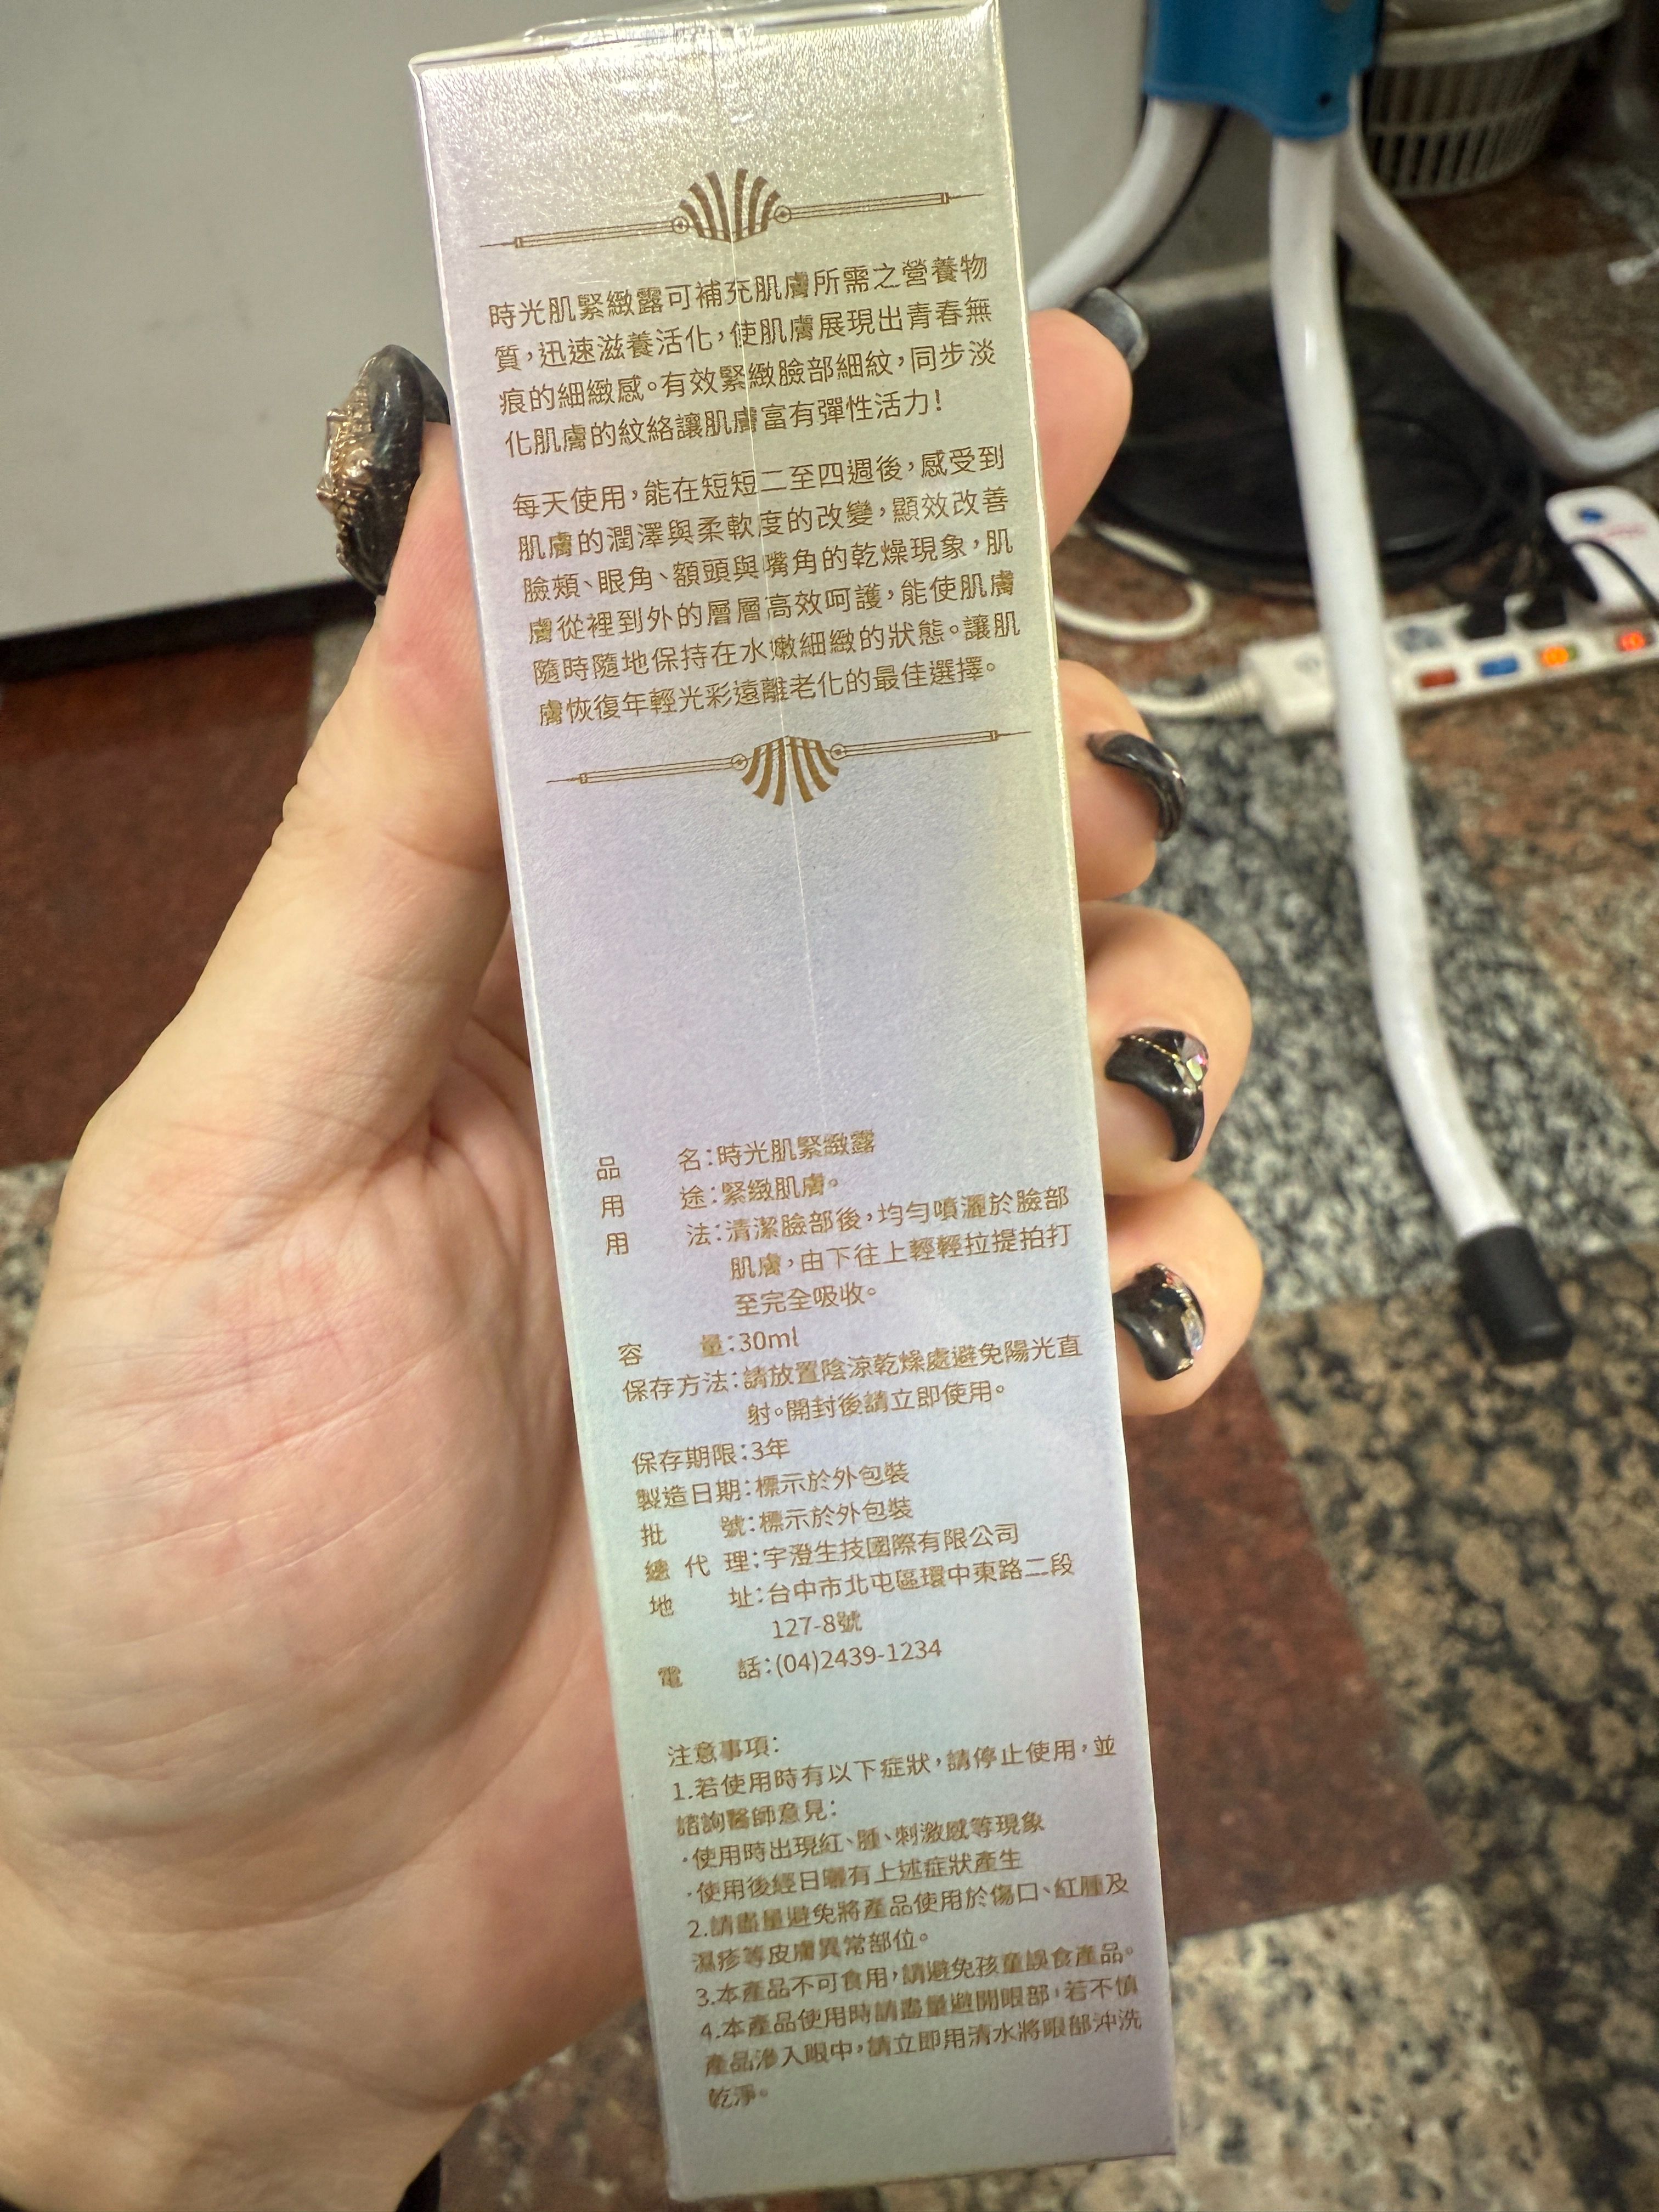 時光肌緊緻露可補充肌膚所需之營養物
質，迅速滋養活化，使肌膚展現出青春無
痕的細緻感。有效緊緻臉部細紋，同步淡
化肌膚的紋絡讓肌膚富有彈性活力！
每天使用，能在短短二至四週後，感受到
肌膚的潤澤與柔軟度的改變，顯效改善
臉頰、眼角、額頭與嘴角的乾燥現象，肌
膚從裡到外的層層高效呵護，能使肌膚
隨時隨地保持在水嫩細緻的狀態。讓肌
膚恢復年輕光彩遠離老化的最佳選擇。
品名：時光肌緊緻露
用途：緊緻肌膚。
用法：清潔臉部後，均勻噴灑於臉部
肌膚，由下往上輕輕拉提拍打
至完全吸收。
容量：30ml
保存方法：請放置陰涼乾燥處避免陽光直
射。開封後請立即使用。
保存期限：3年
製造日期：標示於外包裝
批號：標示於外包裝
總代理：宇澄生技國際有限公司
地址：台中市北屯區環中東路二段
127-8號
電話：(04)2439-1234
注意事項：
1.若使用時有以下症狀，請停止使用，並
諮詢醫師意見：
·使用時出現紅、腫、刺激感等現象
·使用後經日曬有上述症狀產生
2.請盡量避免將產品使用於傷口、紅腫及
濕疹等皮膚異常部位。
3.本產品不可食用，請避免孩童誤食產品。
4.本產品使用時請盡量避開眼部，若不慎
產品滲入眼中，請立即用清水將眼部沖洗
乾淨。